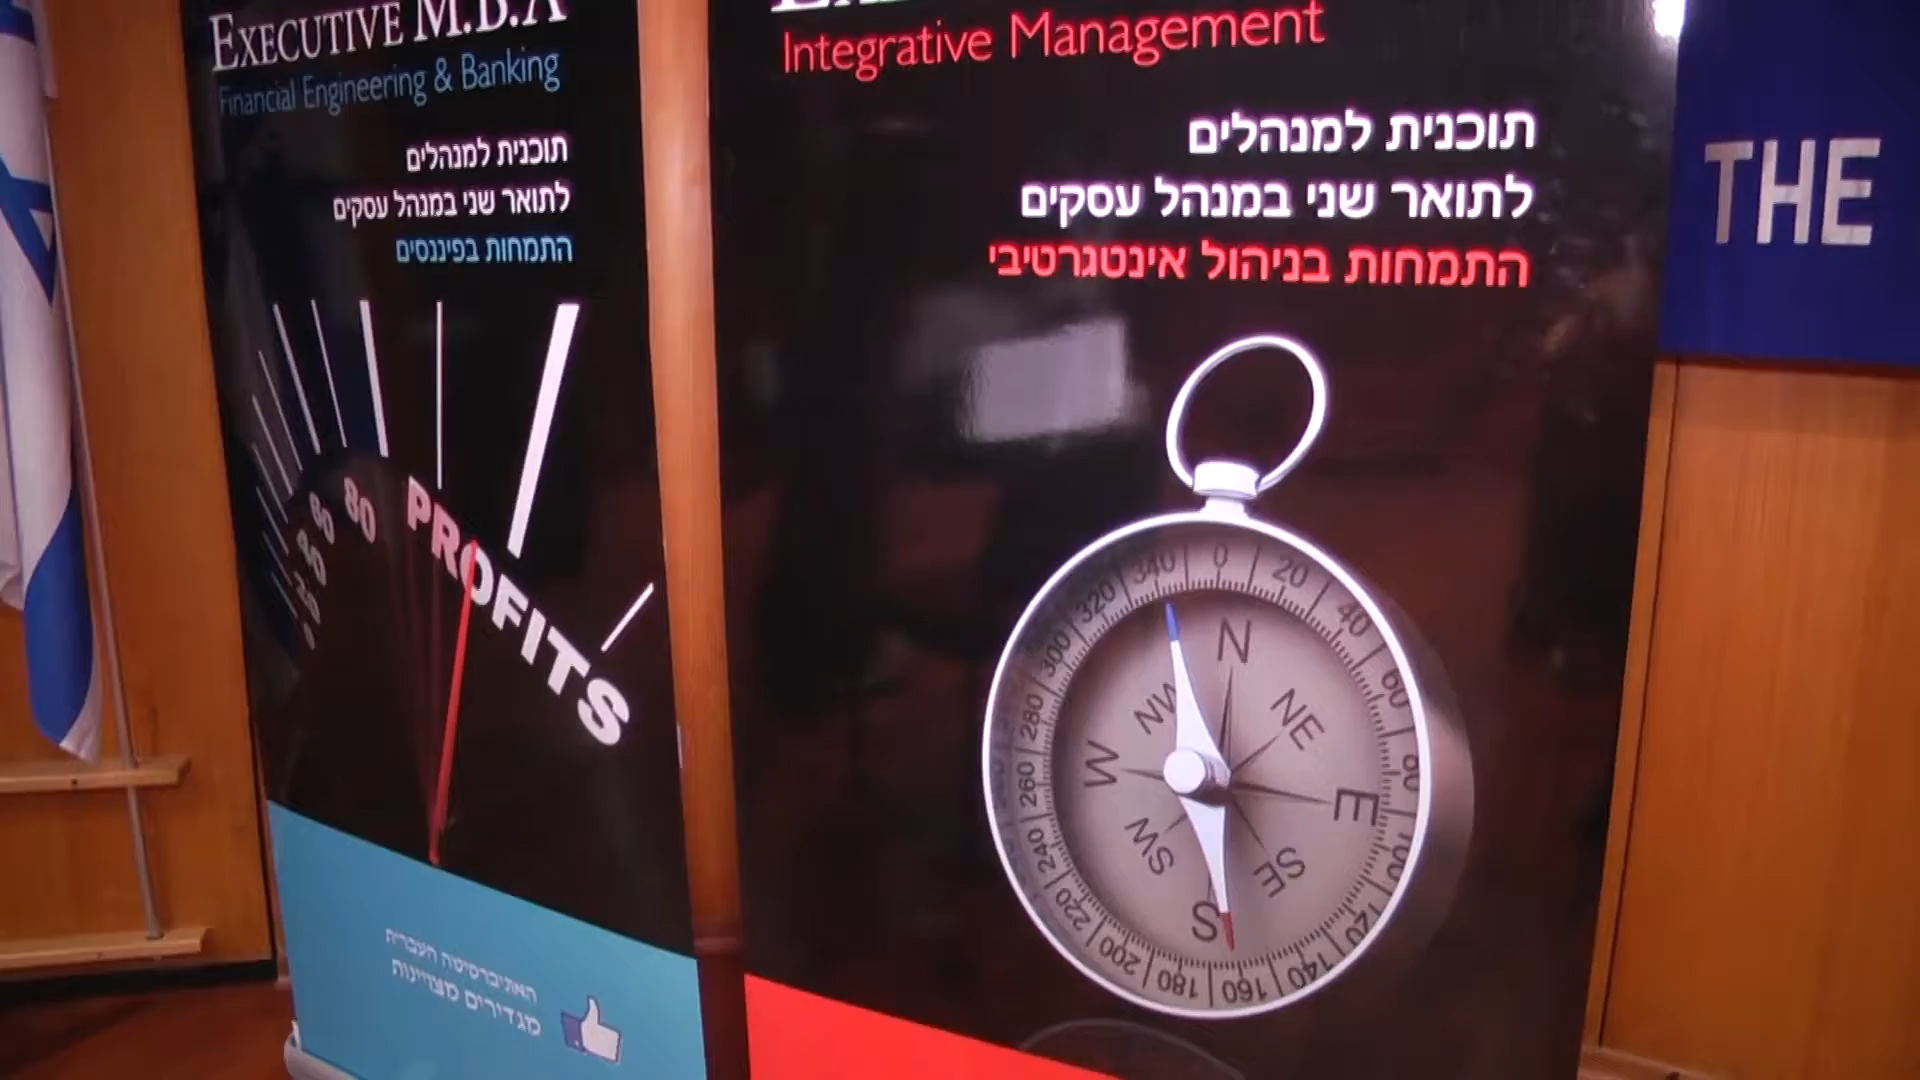 EXECUTIVE M.B.A
Financial Engineering & Banking
תוכנית למנהלים
לתואר שני במנהל עסקים
התמחות בפיננסים
80
60
PROFITS
האוניברסיטה העברית
מגדירים מצויינות
Integrative Management
תוכנית למנהלים
לתואר שני במנהל עסקים
התמחות בניהול אינטגרטיבי
0
20
40
60
80
100
120
140
160
180
200
220
240
260
280
300
320
340
N
NE
E
SE
S
SW
W
NW
THE